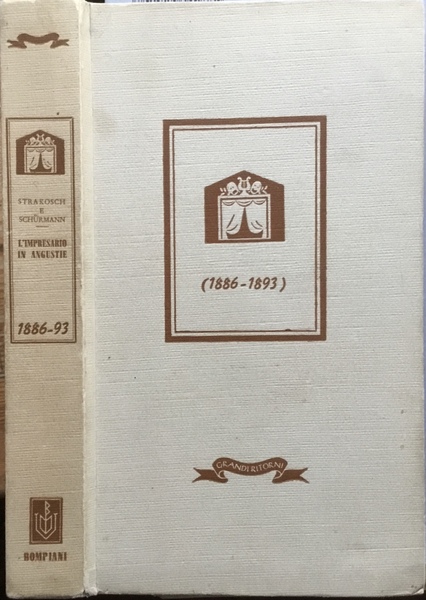 STRAKOSCH
E
SCHÜRMANN
L'IMPRESARIO
IN ANGUSTIE
1886-93
BOMPIANI
(1886-1893)
GRANDI RITORNI